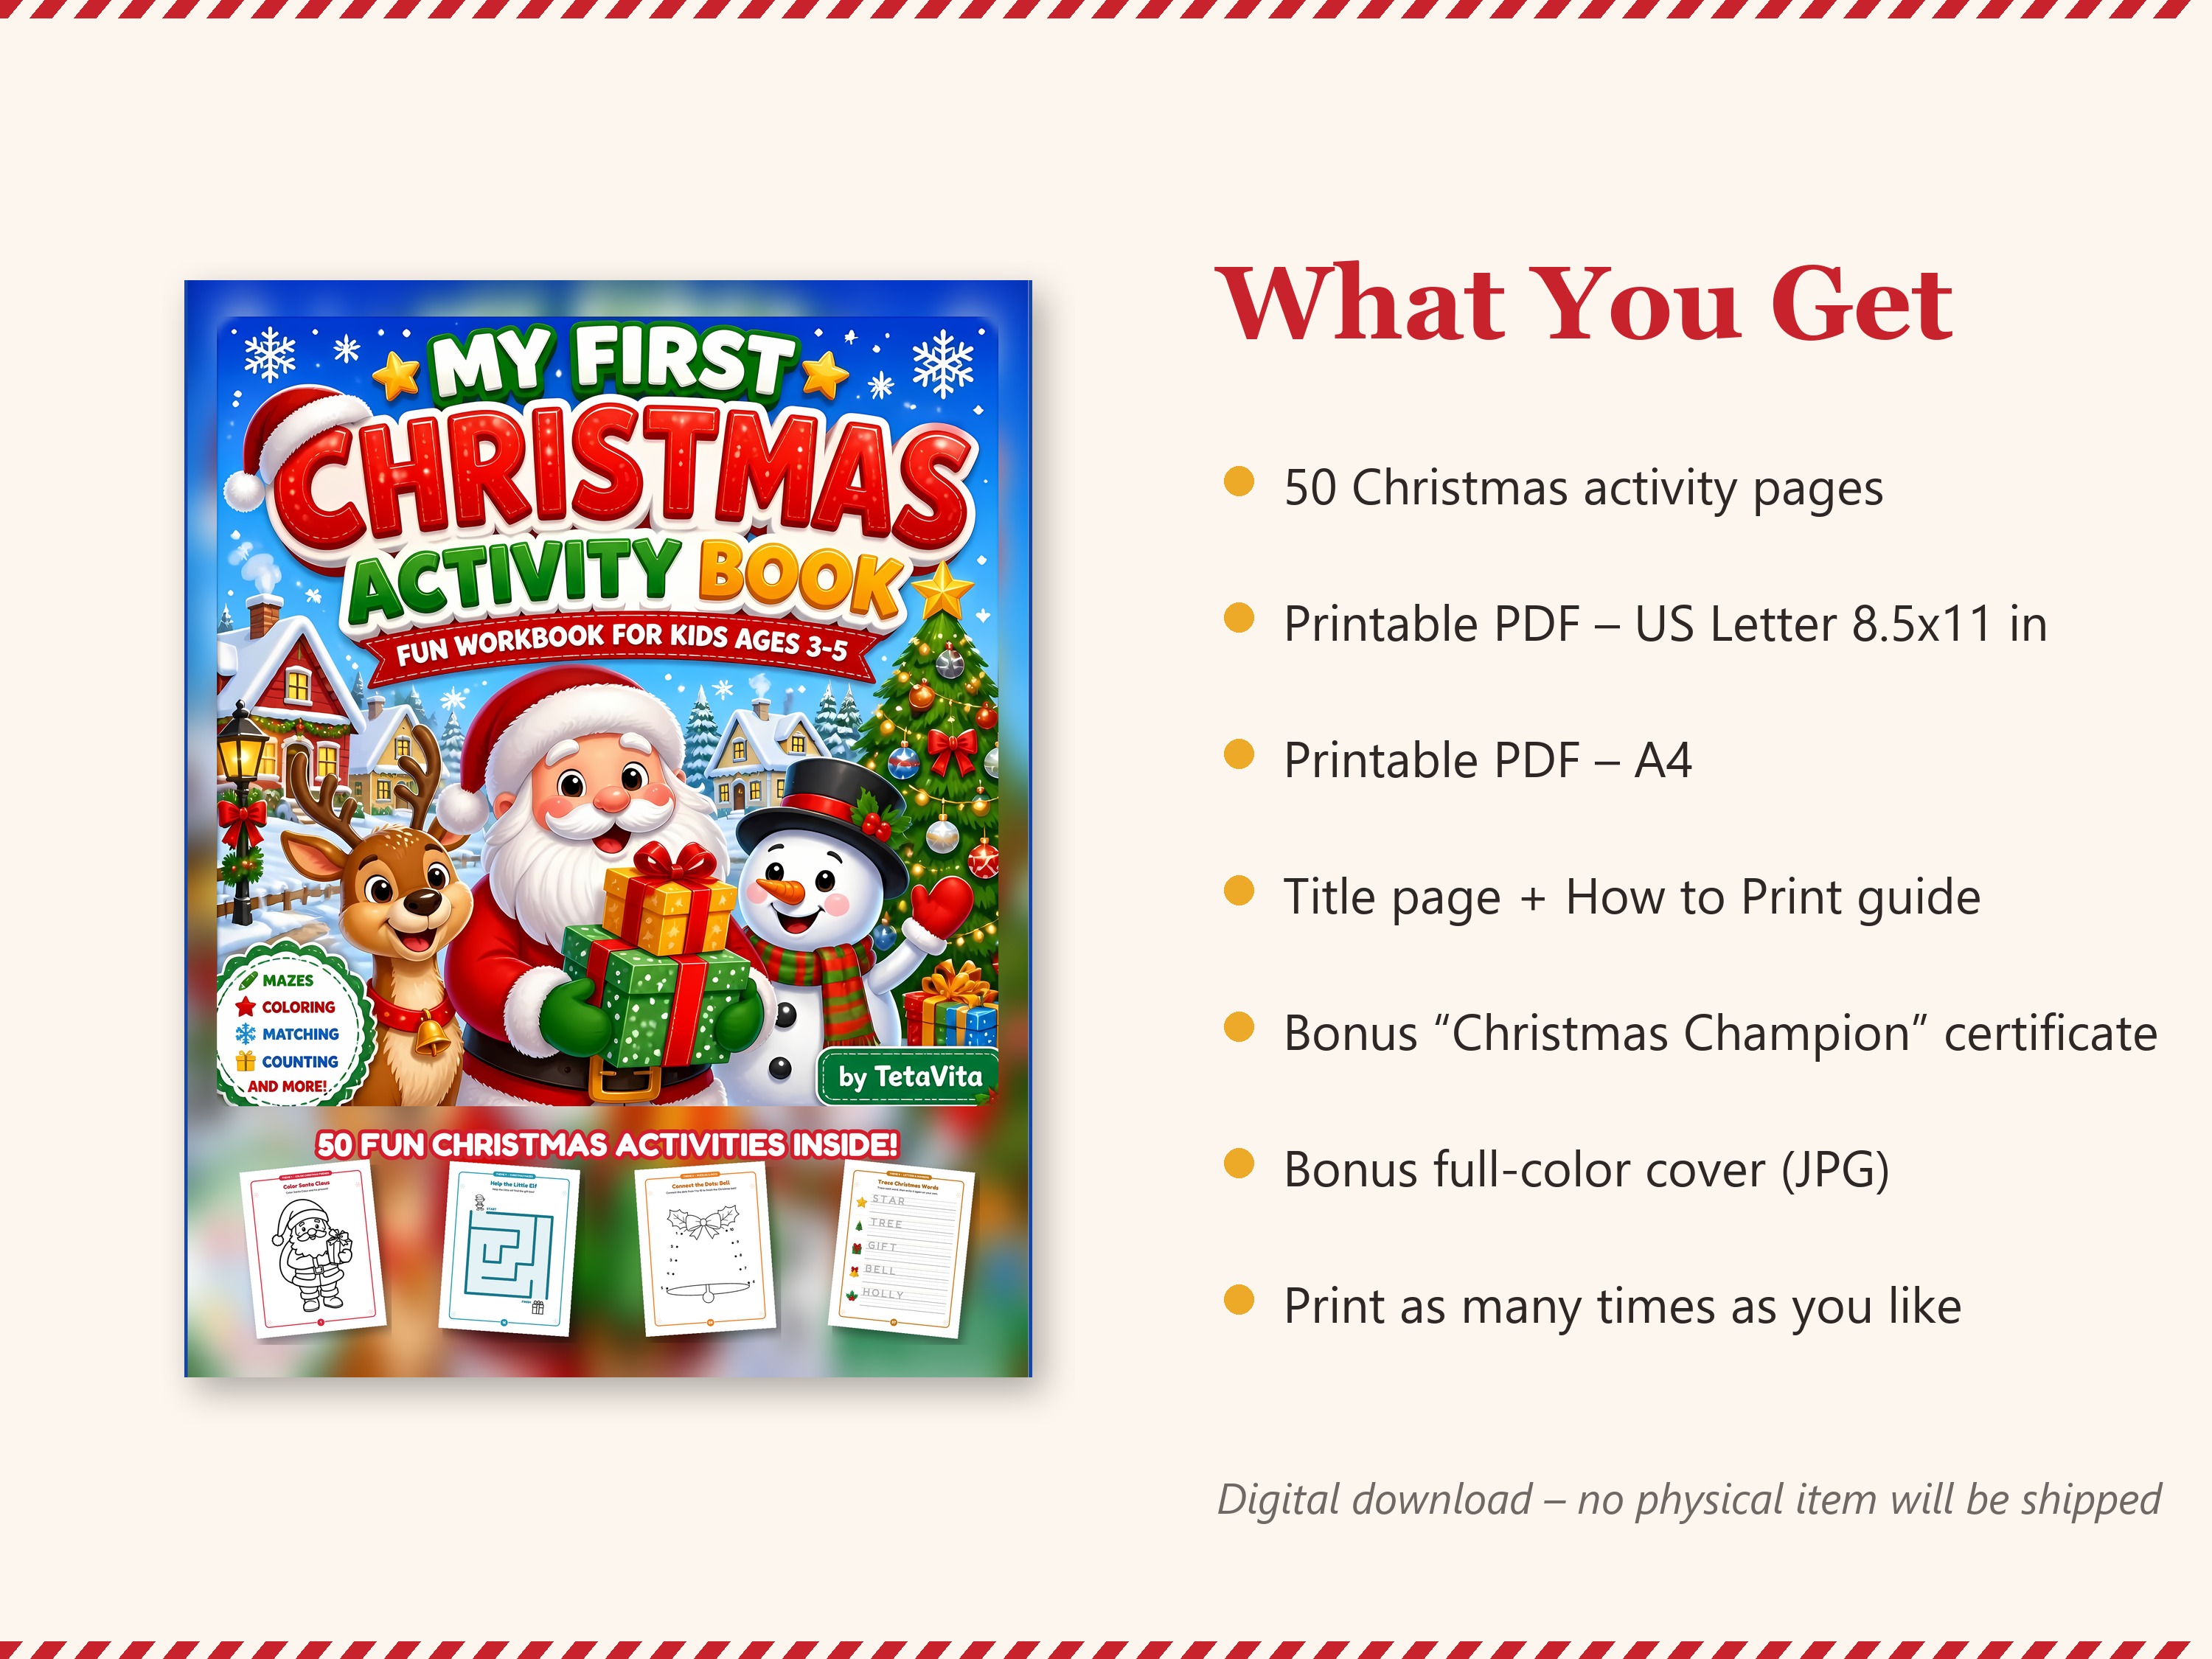 MY FIRST
CHRISTMAS
ACTIVITY BOOK
FUN WORKBOOK FOR KIDS AGES 3-5
MAZES
COLORING
MATCHING
COUNTING
AND MORE!
by TetaVita
50 FUN CHRISTMAS ACTIVITIES INSIDE!
Color Santa Claus
Help the Little Elf
START
Connect the Dots: Bell
Trace Christmas Words
STAR
TREE
GIFT
BELL
HOLLY
What You Get
50 Christmas activity pages
Printable PDF – US Letter 8.5x11 in
Printable PDF – A4
Title page + How to Print guide
Bonus “Christmas Champion” certificate
Bonus full-color cover (JPG)
Print as many times as you like
Digital download – no physical item will be shipped